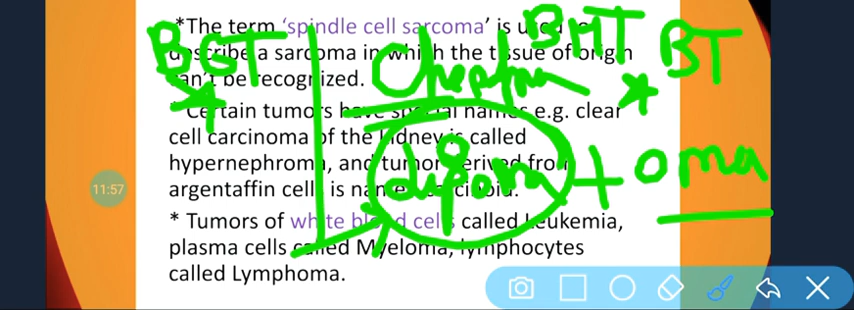 *The term 'spindle cell sarcoma' is used to
describe a sarcoma in which the tissue of origin
can't be recognized.
* Certain tumors have special names e.g. clear
cell carcinoma of the kidney is called
hypernephroma, and tumor derived from
argentaffin cells is named carcinoid.
* Tumors of white blood cells called Leukemia,
plasma cells called Myeloma, lymphocytes
called Lymphoma.
BGT
BMT
BT
+ oma
11:57